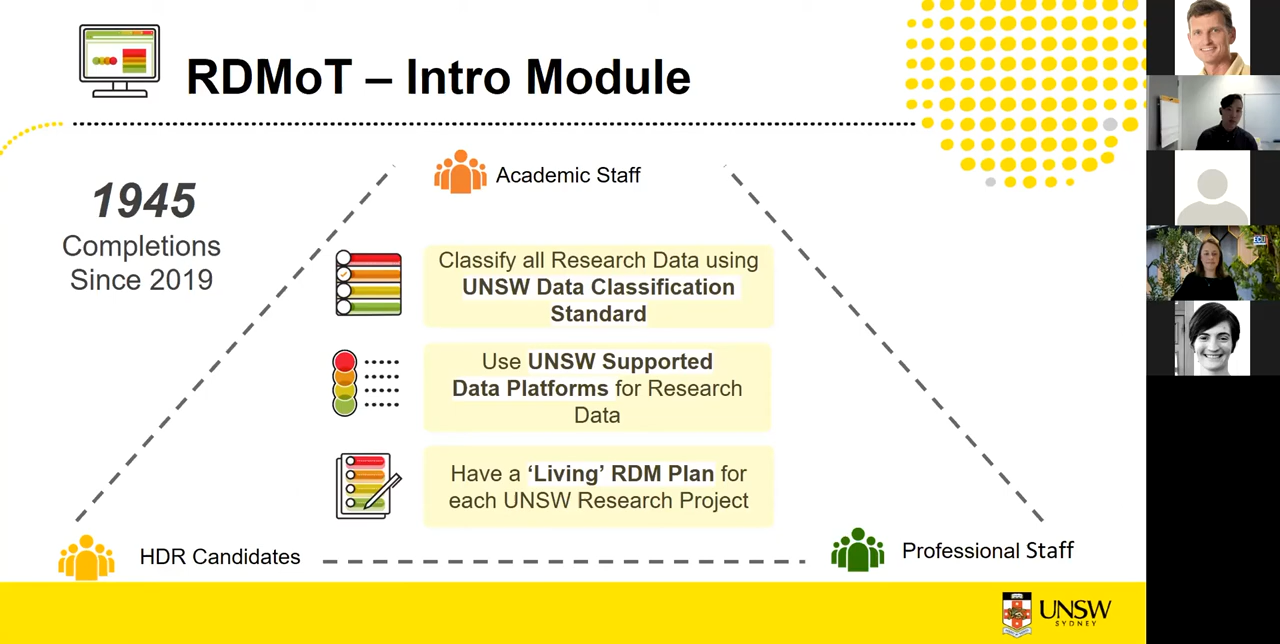 RDMoT – Intro Module
1945
Completions
Since 2019
Academic Staff
Classify all Research Data using
UNSW Data Classification
Standard
Use UNSW Supported
Data Platforms for Research
Data
Have a ‘Living’ RDM Plan for
each UNSW Research Project
HDR Candidates
Professional Staff
UNSW
SYDNEY
ECU